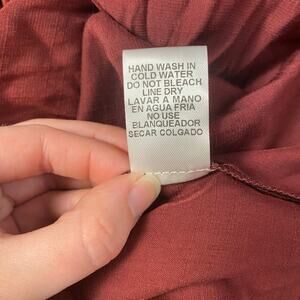 HAND WASH IN
COLD WATER
DO NOT BLEACH
LINE DRY
LAVAR A MANO
EN AGUA FRIA
NO USE
BLANQUEADOR
SECAR COLGADO